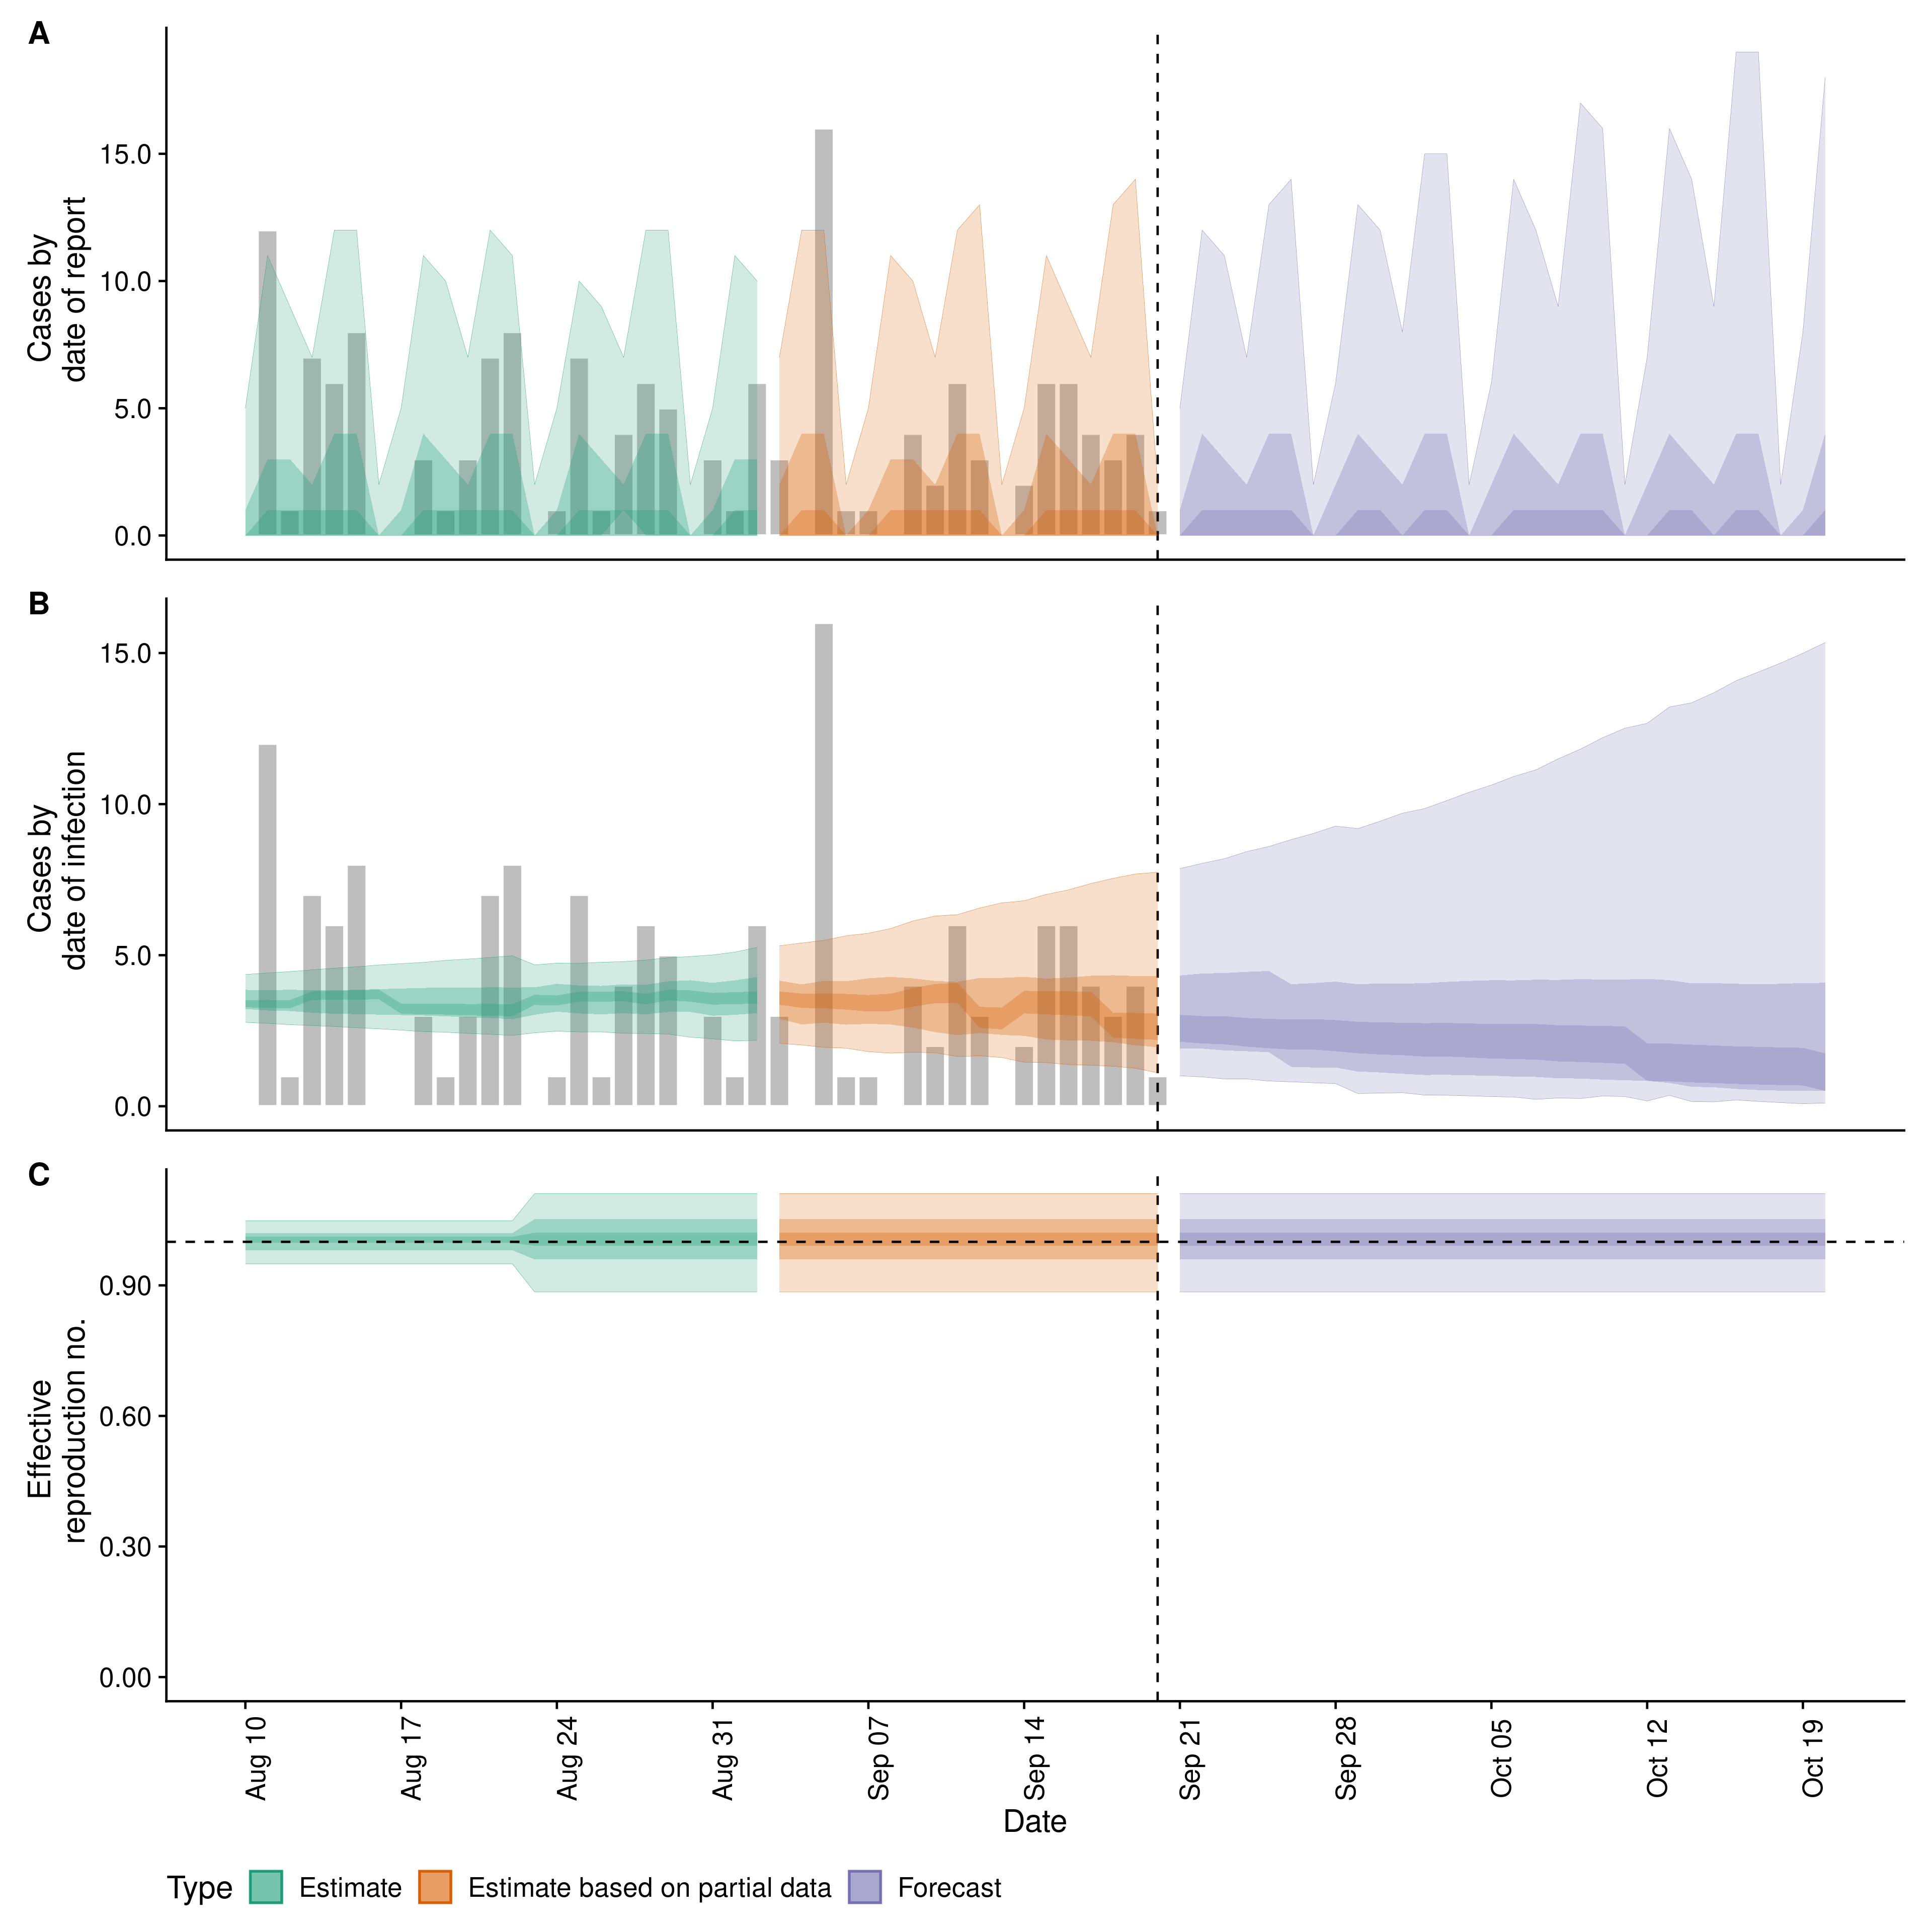 A
Cases by
date of report
15.0
10.0
5.0
0.0
B
Cases by
date of infection
15.0
10.0
5.0
0.0
C
Effective
reproduction no.
0.90
0.60
0.30
0.00
Aug 10
Aug 17
Aug 24
Aug 31
Sep 07
Sep 14
Sep 21
Sep 28
Oct 05
Oct 12
Oct 19
Date
Type Estimate Estimate based on partial data Forecast